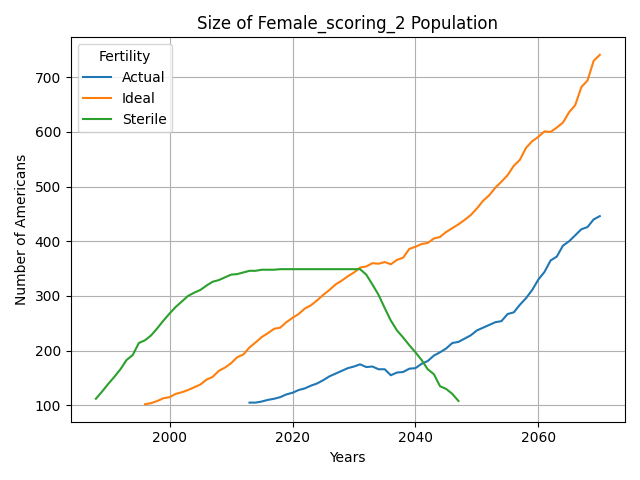 Size of Female_scoring_2 Population
Fertility
Actual
Ideal
Sterile
Number of Americans
700
600
500
400
300
200
100
2000
2020
2040
2060
Years